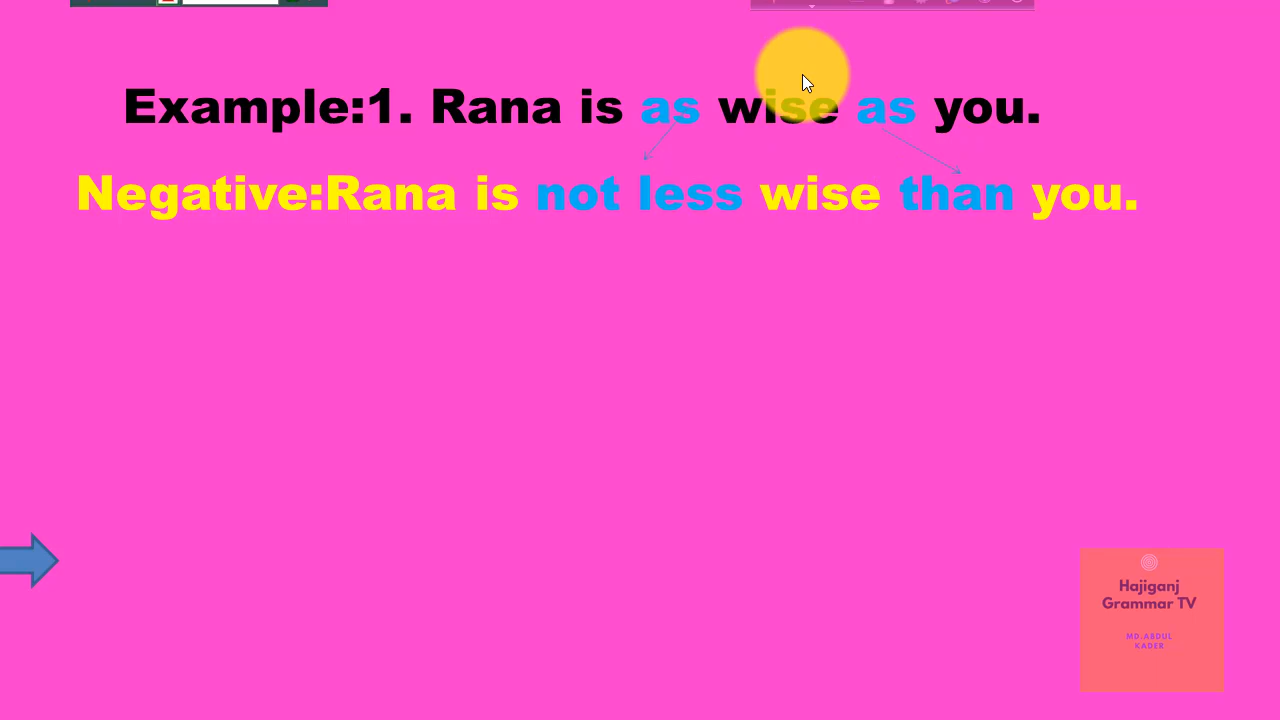 Example:1. Rana is as wise as you.
Negative:Rana is not less wise than you.
Hajiganj
Grammar TV
MD.ABDUL
KADER